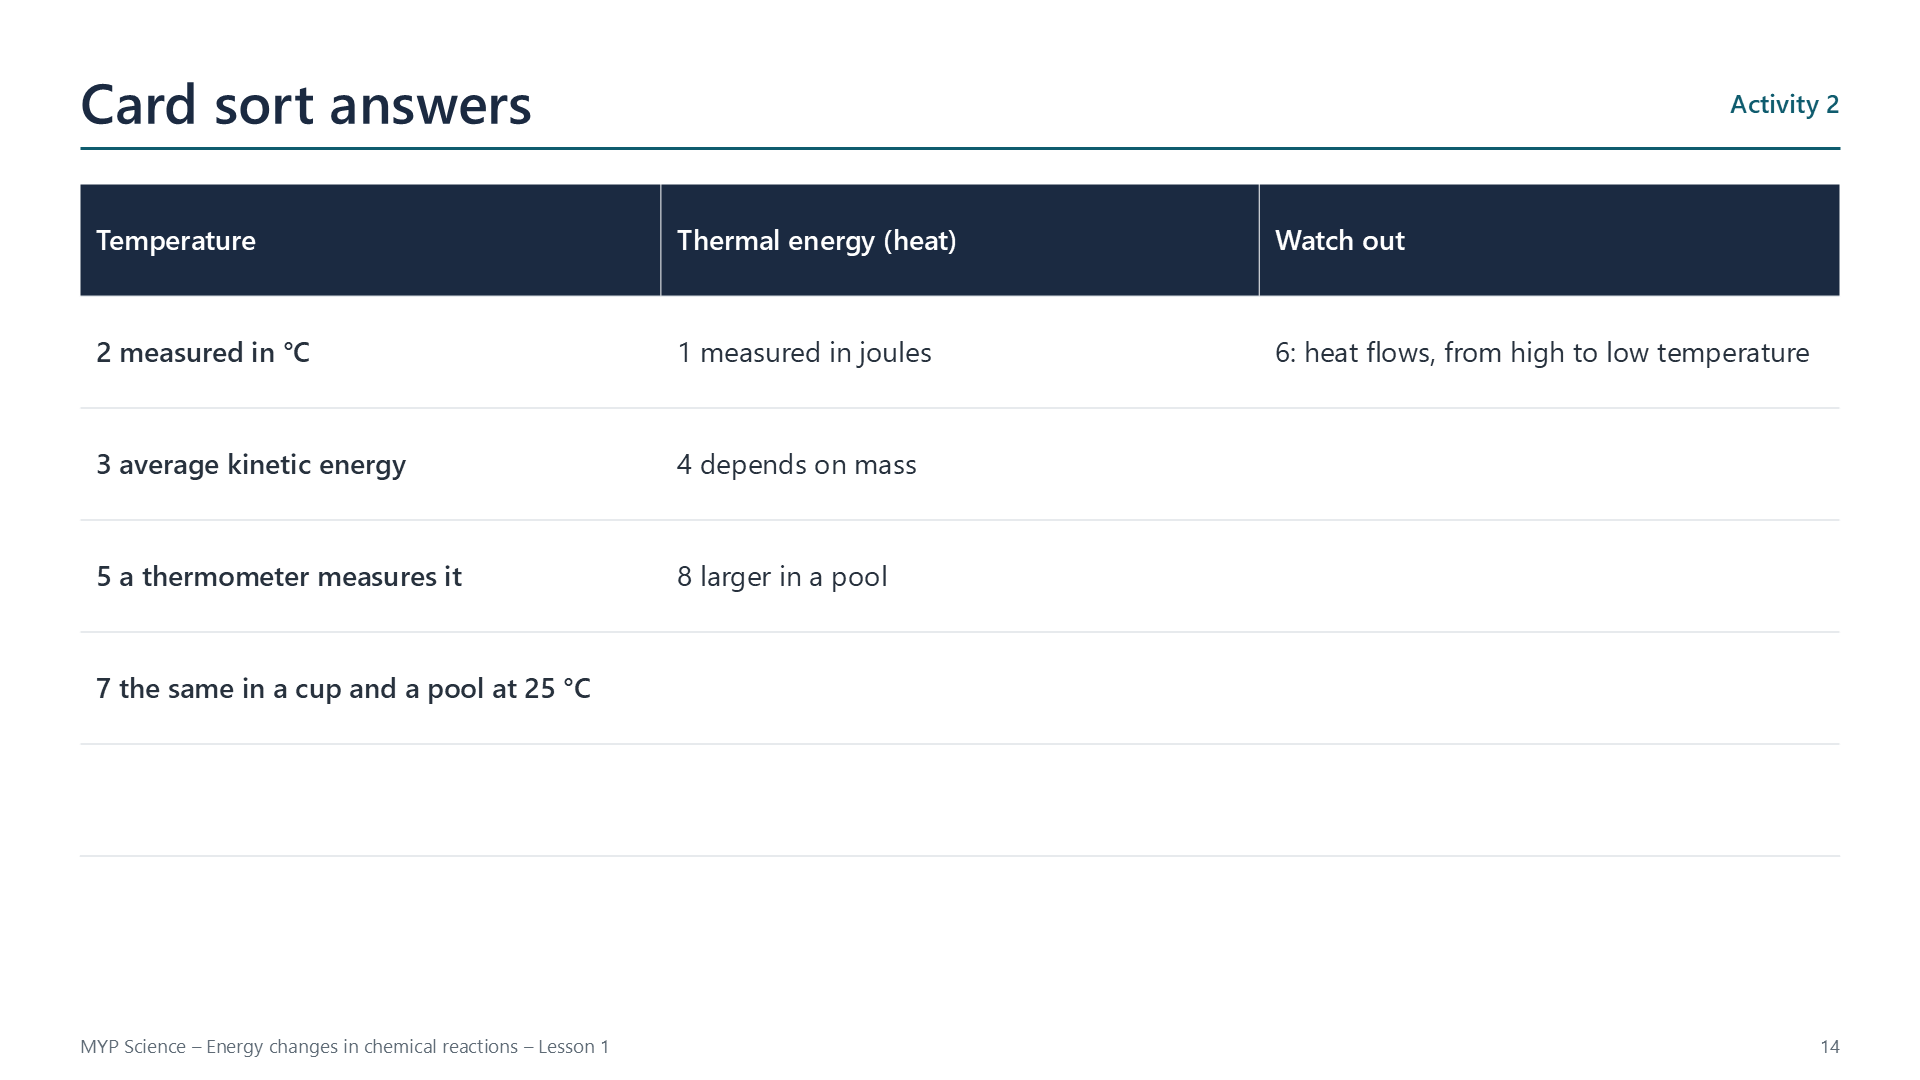 Card sort answers
Activity 2
Temperature
Thermal energy (heat)
Watch out
2 measured in °C
1 measured in joules
6: heat flows, from high to low temperature
3 average kinetic energy
4 depends on mass
5 a thermometer measures it
8 larger in a pool
7 the same in a cup and a pool at 25 °C
MYP Science – Energy changes in chemical reactions – Lesson 1
14